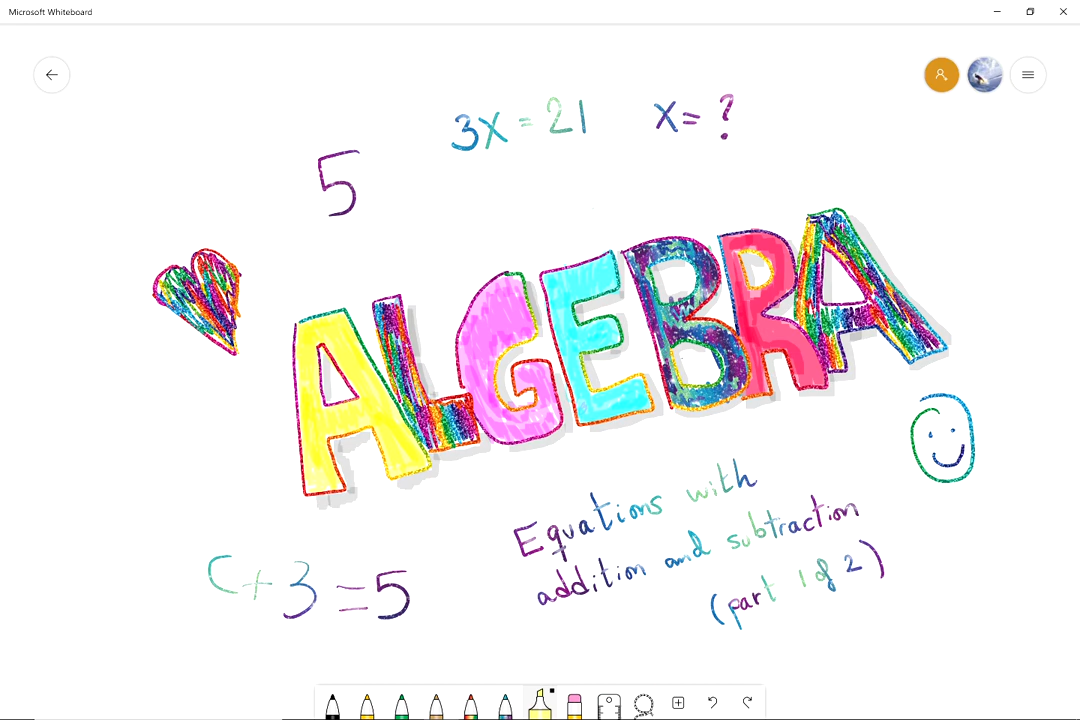 Microsoft Whiteboard
3x = 21 x = ?
5
ALGEBRA
Equations with
addition and subtraction
(part 1 of 2)
C + 3 = 5